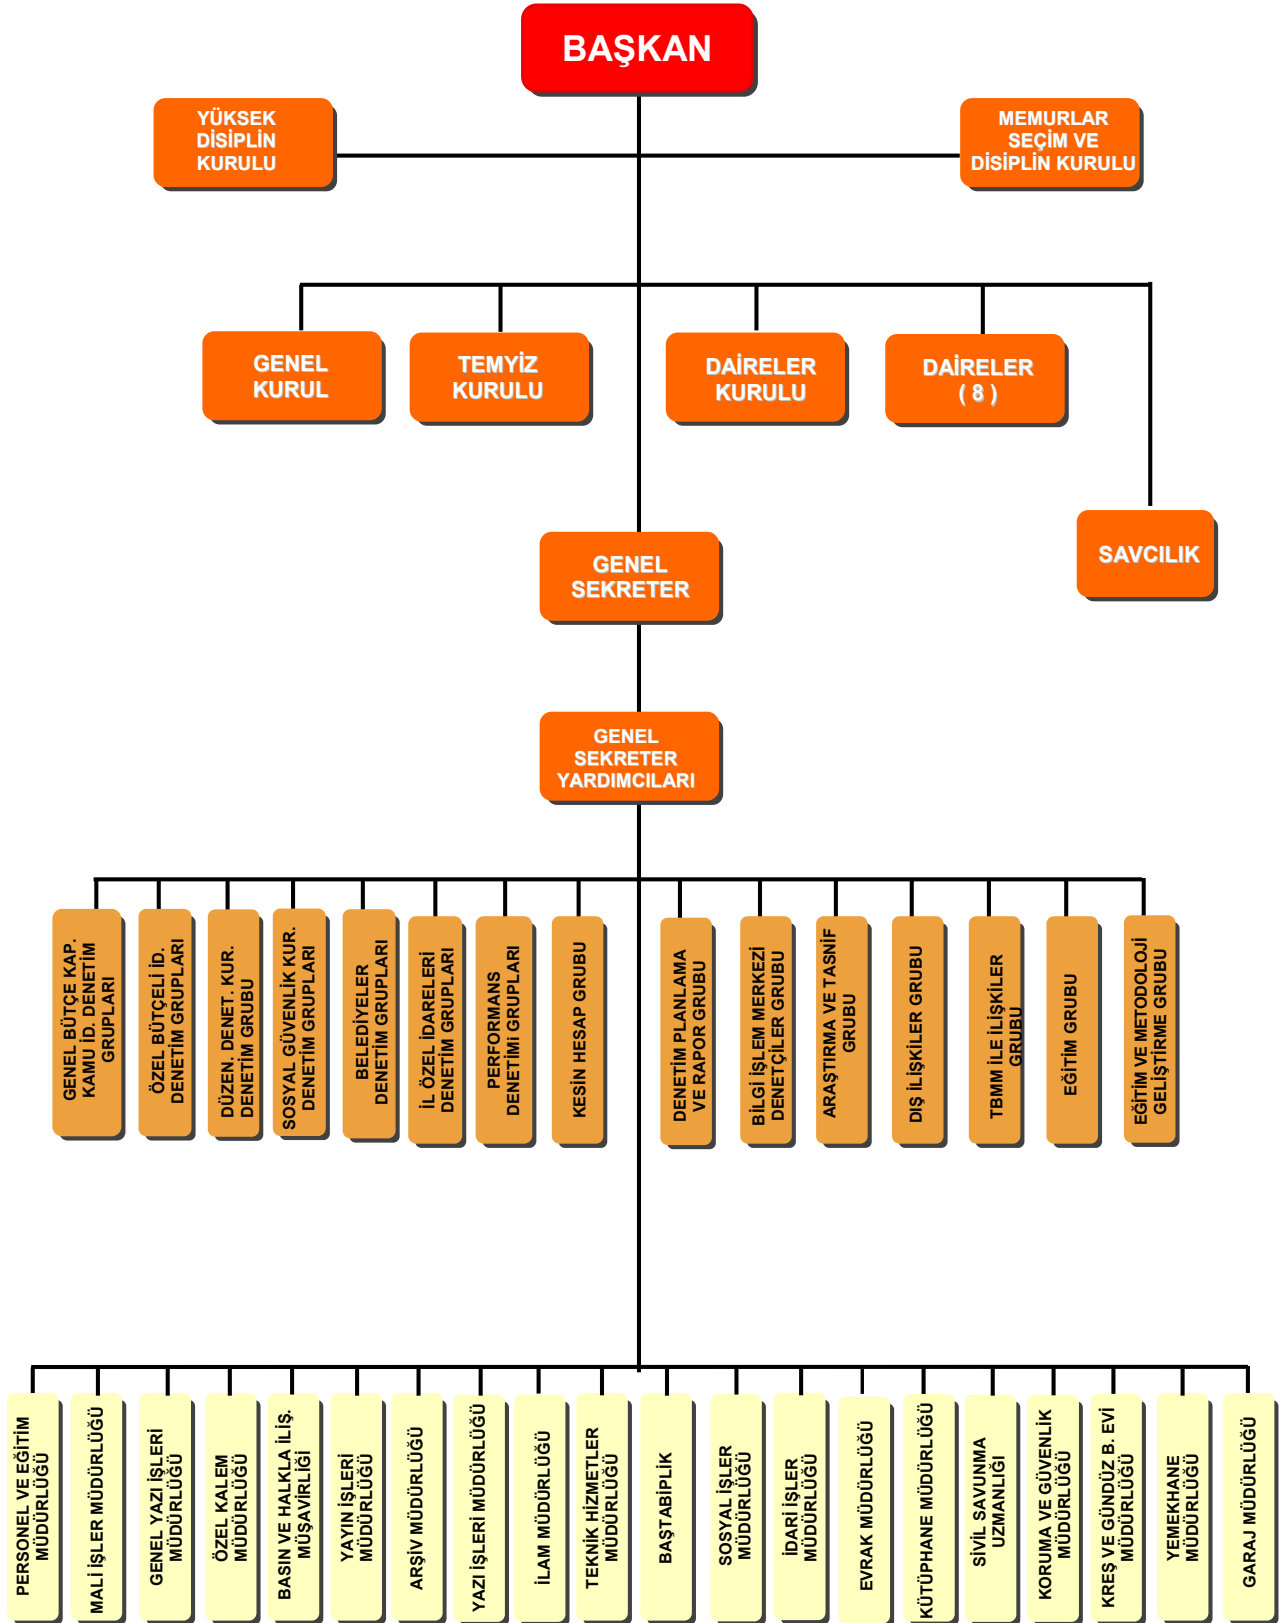 BAŞKAN
YÜKSEK
DİSİPLİN
KURULU
MEMURLAR
SEÇİM VE
DİSİPLİN KURULU
GENEL
KURUL
TEMYİZ
KURULU
DAİRELER
KURULU
DAİRELER
( 8 )
SAVCILIK
GENEL
SEKRETER
GENEL
SEKRETER
YARDIMCILARI
GENEL BÜTÇE KAP.
KAMU İD. DENETİM
GRUPLARI
ÖZEL BÜTÇELİ İD.
DENETİM GRUPLARI
DÜZEN. DENET. KUR.
DENETİM GRUBU
SOSYAL GÜVENLİK KUR.
DENETİM GRUPLARI
BELEDİYELER
DENETİM GRUPLARI
İL ÖZEL İDARELERİ
DENETİM GRUPLARI
PERFORMANS
DENETİMi GRUPLARI
KESİN HESAP GRUBU
DENETİM PLANLAMA
VE RAPOR GRUBU
BİLGİ İŞLEM MERKEZİ
DENETÇİLER GRUBU
ARAŞTIRMA VE TASNİF
GRUBU
DIŞ İLİŞKİLER GRUBU
TBMM İLE İLİŞKİLER
GRUBU
EĞİTİM GRUBU
EĞİTİM VE METODOLOJİ
GELİŞTİRME GRUBU
PERSONEL VE EĞİTİM
MÜDÜRLÜĞÜ
MALİ İŞLER MÜDÜRLÜĞÜ
GENEL YAZI İŞLERİ
MÜDÜRLÜĞÜ
ÖZEL KALEM
MÜDÜRLÜĞÜ
BASIN VE HALKLA İLİŞ.
MÜŞAVİRLİĞİ
YAYIN İŞLERİ
MÜDÜRLÜĞÜ
ARŞİV MÜDÜRLÜĞÜ
YAZI İŞLERİ MÜDÜRLÜĞÜ
İLAM MÜDÜRLÜĞÜ
TEKNİK HİZMETLER
MÜDÜRLÜĞÜ
BAŞTABİPLİK
SOSYAL İŞLER
MÜDÜRLÜĞÜ
İDARİ İŞLER
MÜDÜRLÜĞÜ
EVRAK MÜDÜRLÜĞÜ
KÜTÜPHANE MÜDÜRLÜĞÜ
SİVİL SAVUNMA
UZMANLIĞI
KORUMA VE GÜVENLİK
MÜDÜRLÜĞÜ
KREŞ VE GÜNDÜZ B. EVİ
MÜDÜRLÜĞÜ
YEMEKHANE
MÜDÜRLÜĞÜ
GARAJ MÜDÜRLÜĞÜ